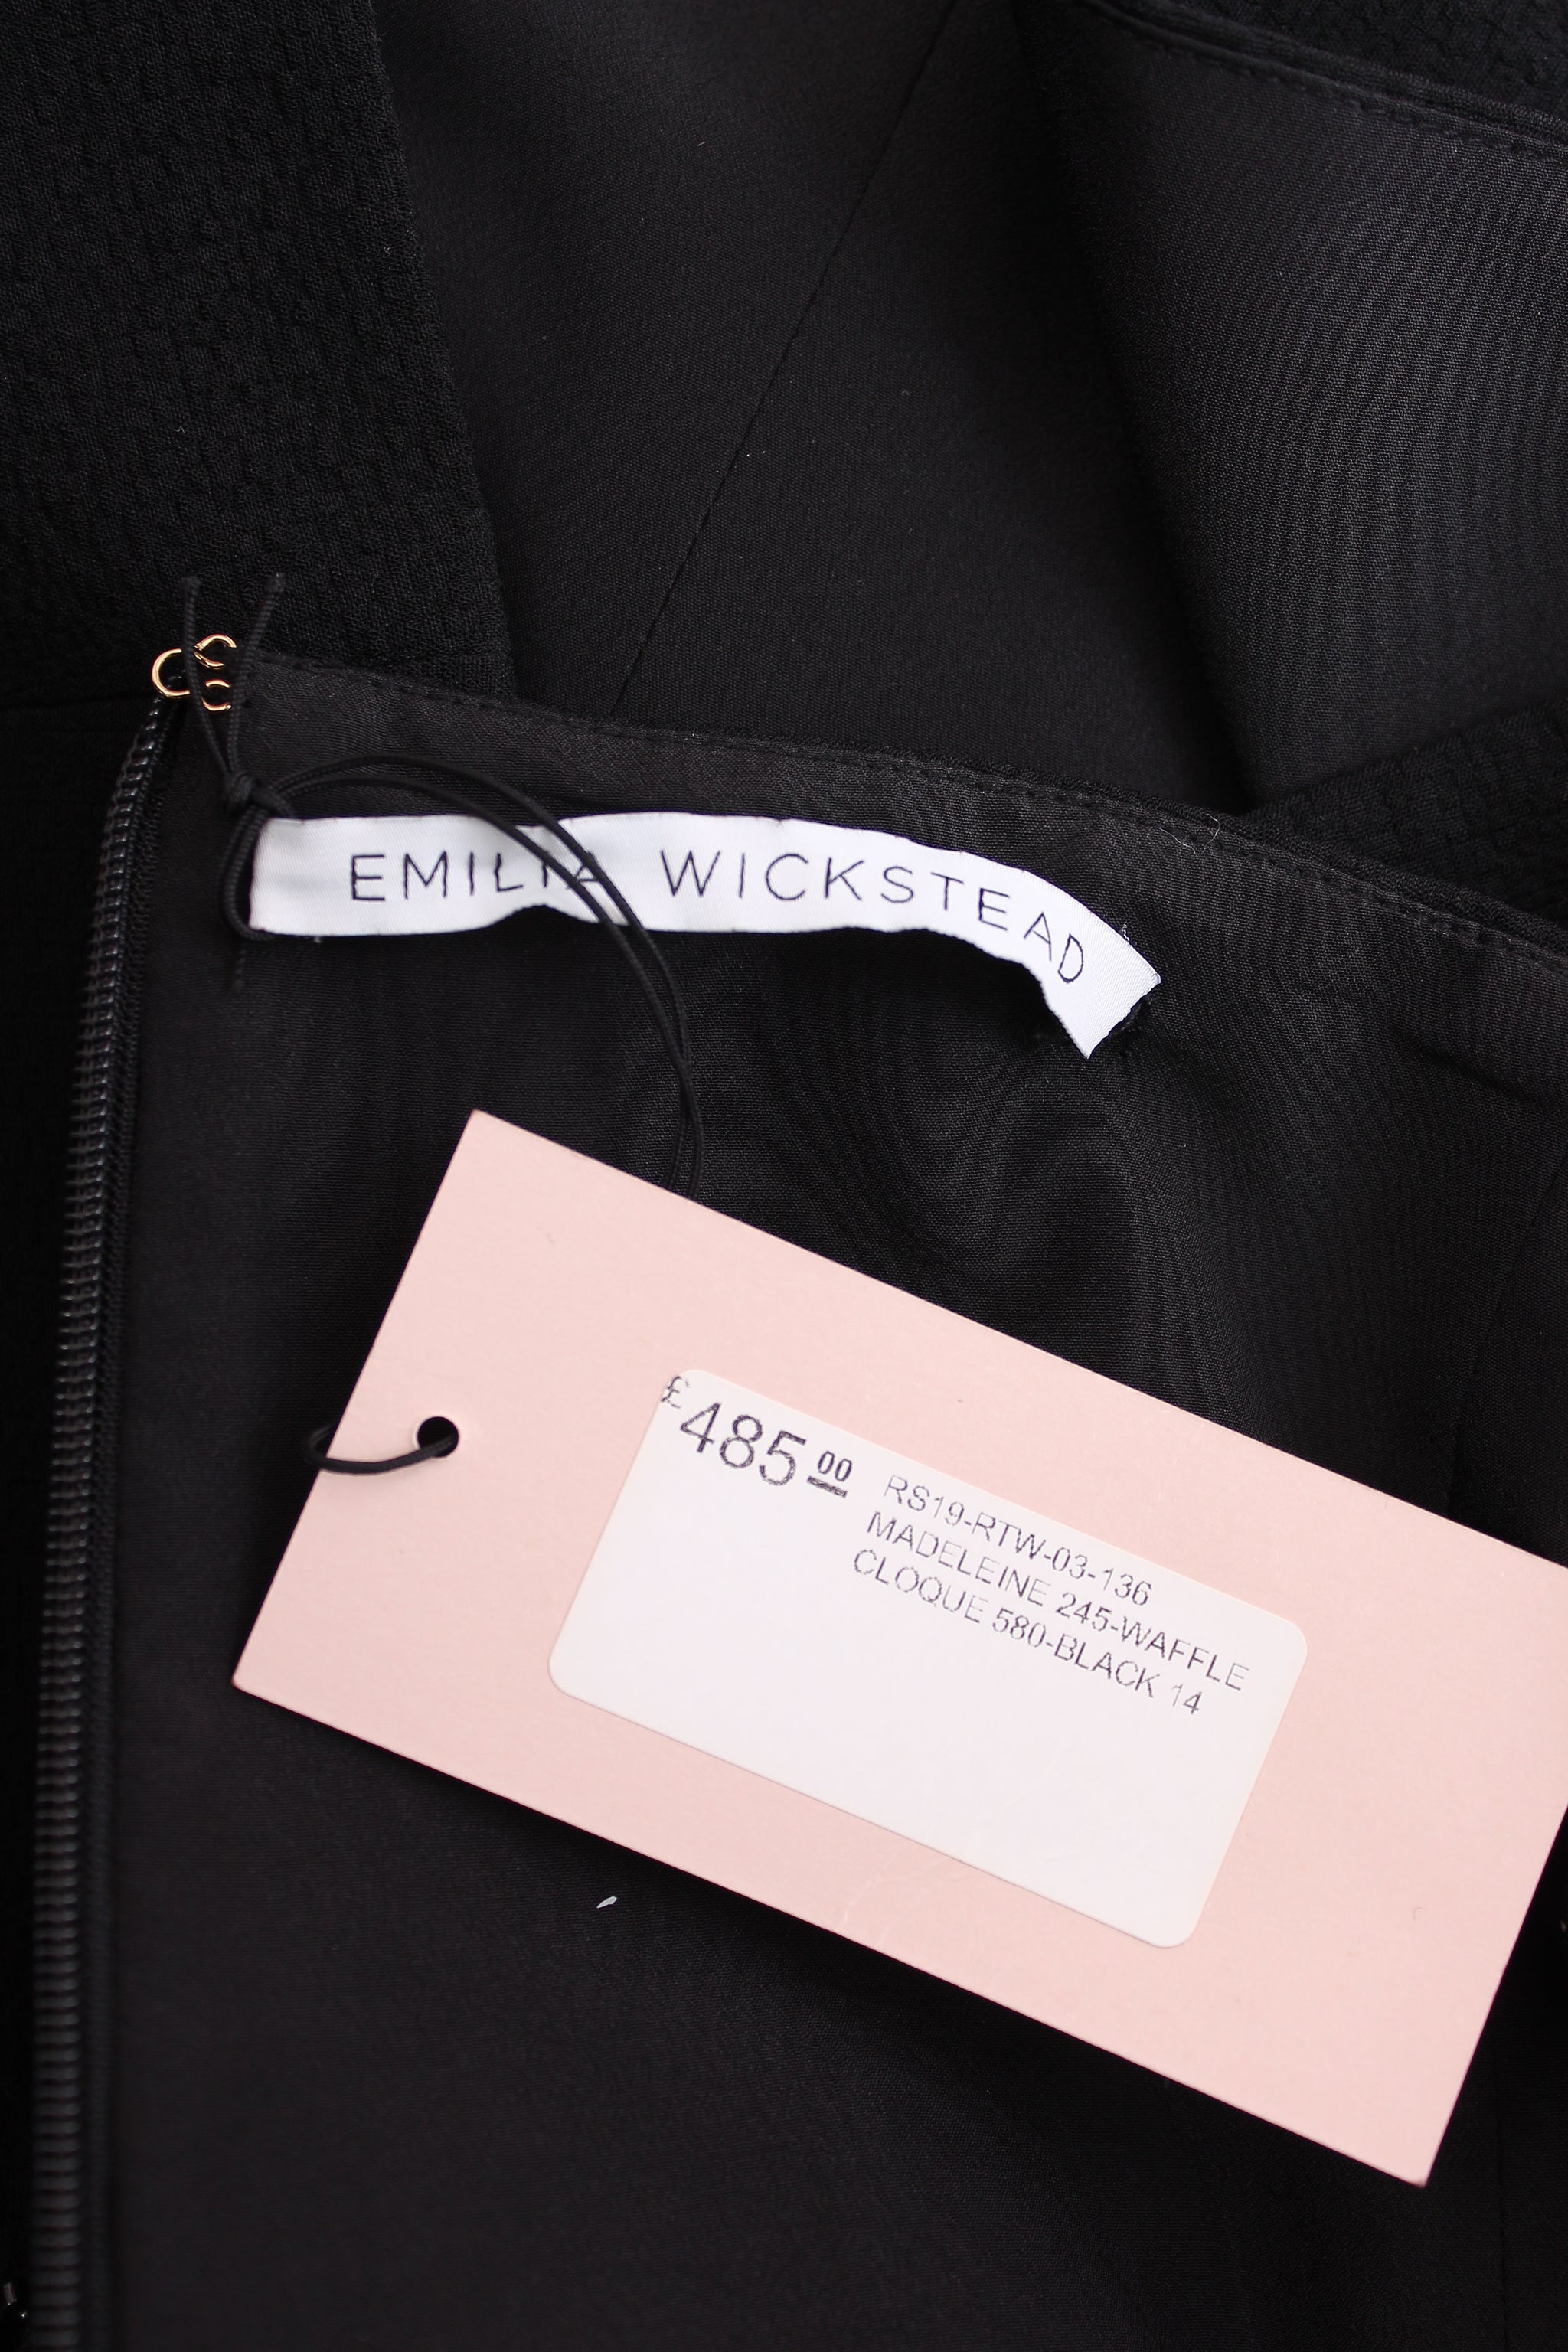 EMILIA WICKSTEAD
£485.00
RS19-RTW-03-136
MADELEINE 245-WAFFLE
CLOQUE 580-BLACK 14